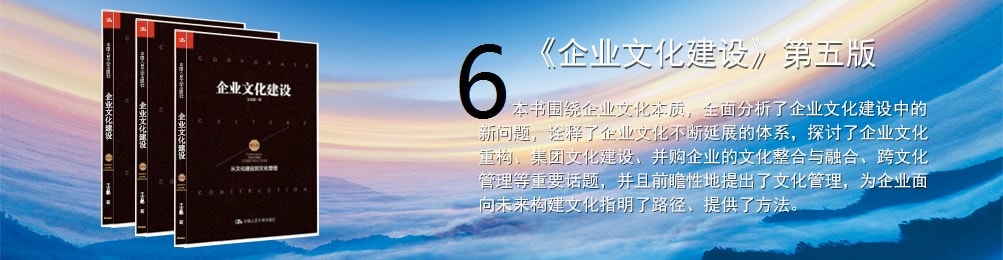 《企业文化建设》第五版
6
本书围绕企业文化本质，全面分析了企业文化建设中的
新问题，诠释了企业文化不断延展的体系，探讨了企业文化
重构、集团文化建设、并购企业的文化整合与融合、跨文化
管理等重要话题，并且前瞻性地提出了文化管理，为企业面
向未来构建文化指明了路径、提供了方法。
CORPORATE
企业文化建设
CULTURE
从文化建设到文化管理
CONSTRUCTION
中国人民大学出版社
企业文化建设
企业文化建设
企业文化建设